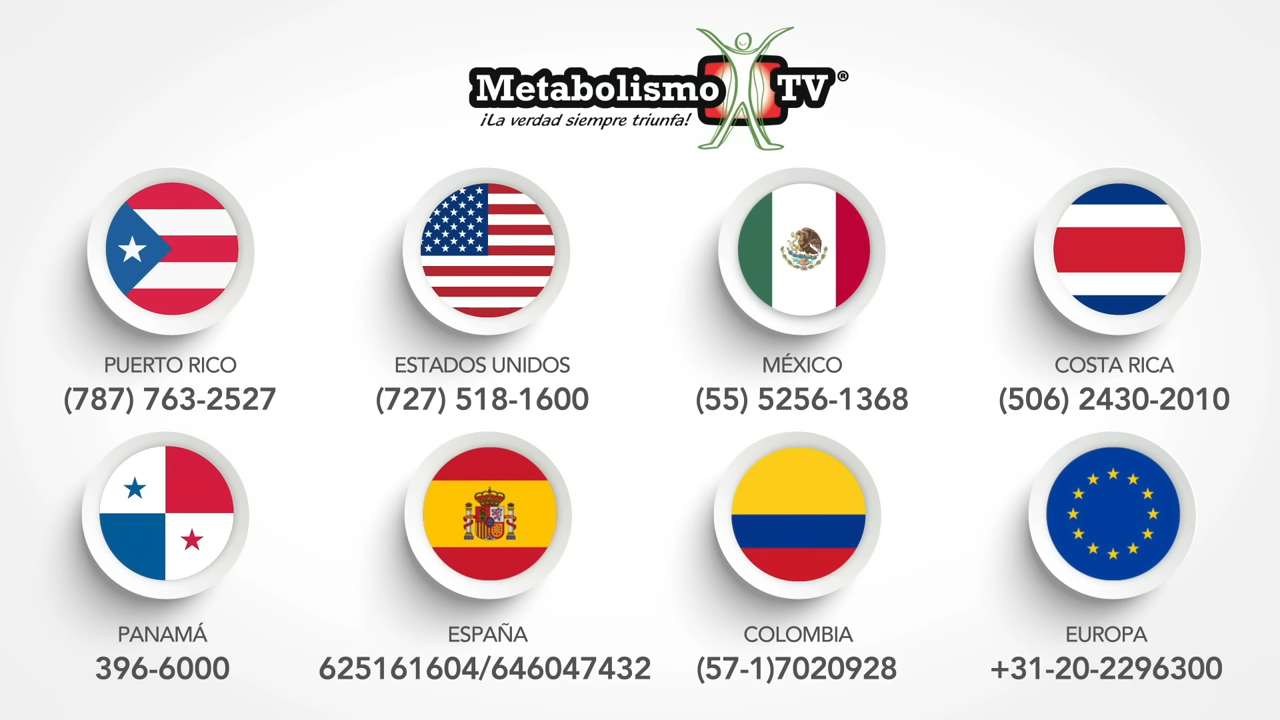 Metabolismo TV®
¡La verdad siempre triunfa!
PUERTO RICO
(787) 763-2527
ESTADOS UNIDOS
(727) 518-1600
MÉXICO
(55) 5256-1368
COSTA RICA
(506) 2430-2010
PANAMÁ
396-6000
ESPAÑA
625161604/646047432
COLOMBIA
(57-1)7020928
EUROPA
+31-20-2296300